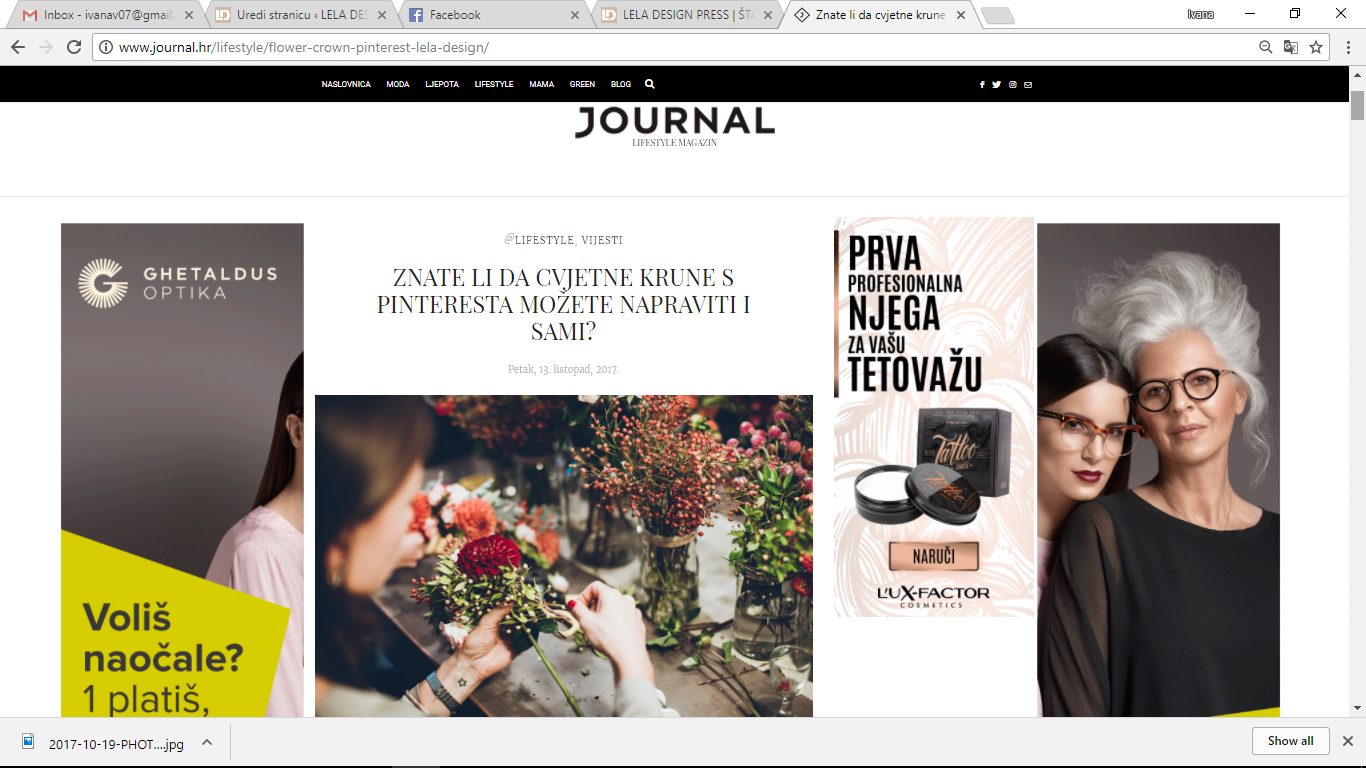 Inbox - ivanav07@gmail.
Uredi stranicu ‹ LELA DES
Facebook
LELA DESIGN PRESS | ŠTA
Znate li da cvjetne krune
Ivana
www.journal.hr/lifestyle/flower-crown-pinterest-lela-design/
NASLOVNICA MODA LJEPOTA LIFESTYLE MAMA GREEN BLOG
JOURNAL
LIFESTYLE MAGAZIN
GHETALDUS
OPTIKA
Voliš
naočale?
1 platiš,
@LIFESTYLE, VIJESTI
ZNATE LI DA CVJETNE KRUNE S
PINTERESTA MOŽETE NAPRAVITI I
SAMI?
Petak, 13. listopad, 2017.
PRVA
PROFESIONALNA
NJEGA
ZA VAŠU
TETOVAŽU
Tattoo
NARUČI
L'UX-FACTOR
COSMETICS
2017-10-19-PHOT....jpg
Show all